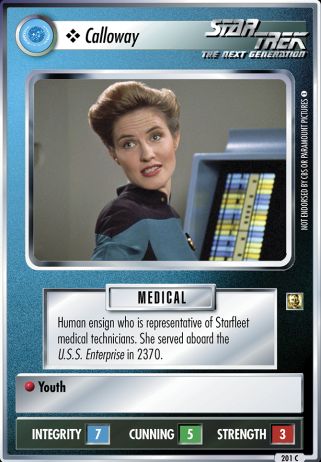 ❖ Calloway
STAR TREK
THE NEXT GENERATION
NOT ENDORSED BY CBS OR PARAMOUNT PICTURES
MEDICAL
Human ensign who is representative of Starfleet
medical technicians. She served aboard the
U.S.S. Enterprise in 2370.
Youth
INTEGRITY 7 CUNNING 5 STRENGTH 3
201 C